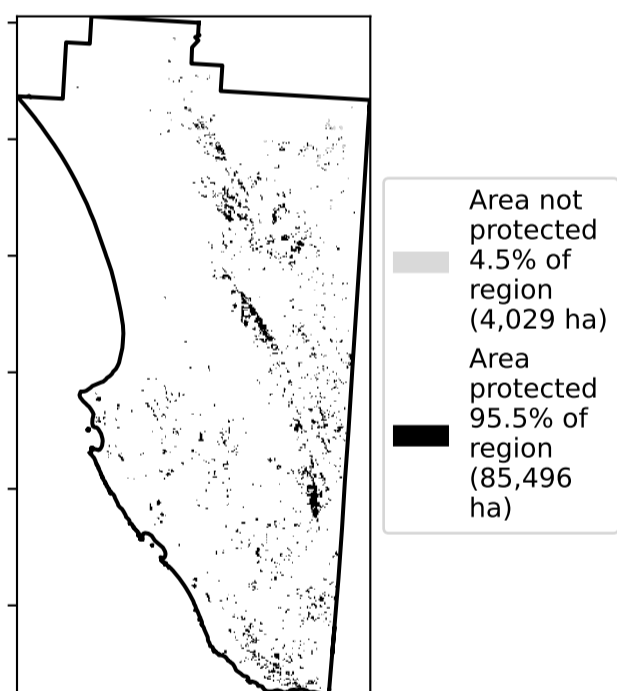 Area not
protected
4.5% of
region
(4,029 ha)
Area
protected
95.5% of
region
(85,496
ha)